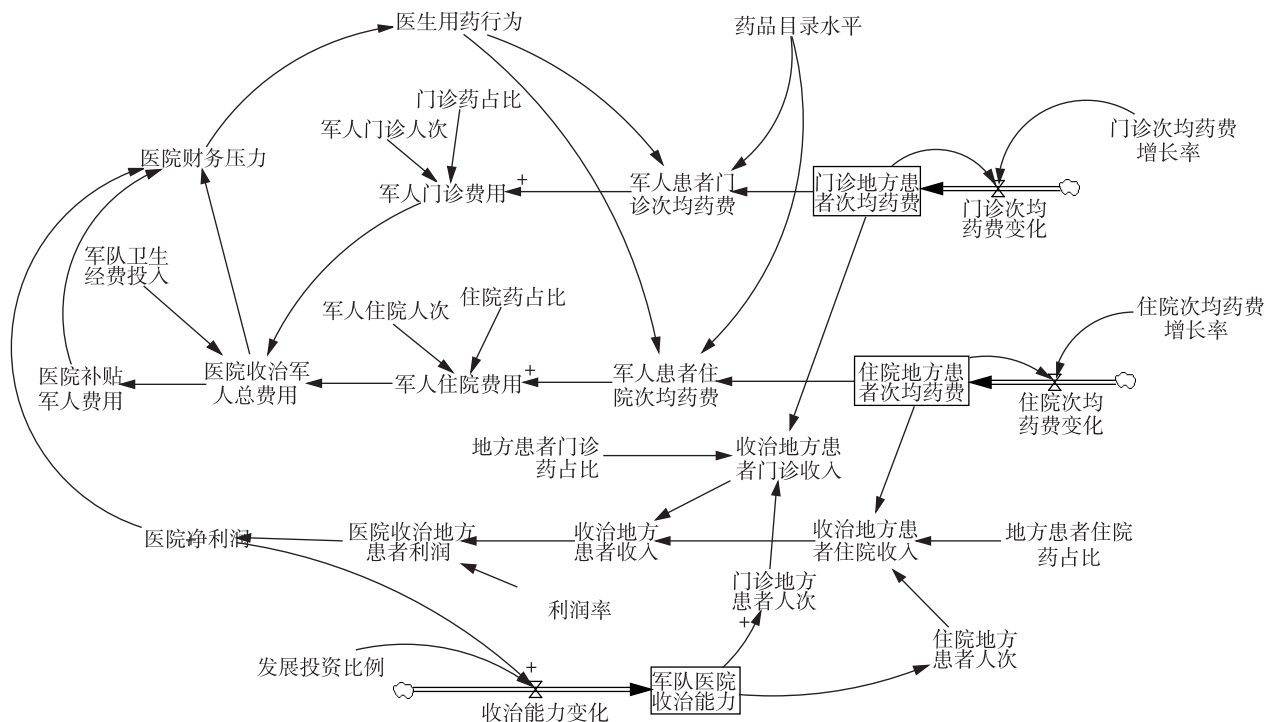 医生用药行为
药品目录水平
门诊药占比
军人门诊人次
门诊次均药费
增长率
医院财务压力
军人门诊费用
+
军人患者门
诊次均药费
门诊地方患
者次均药费
门诊次均
药费变化
军队卫生
经费投入
军人住院人次
住院药占比
住院次均药费
增长率
医院补贴
军人费用
医院收治军
人总费用
军人住院费用
+
军人患者住
院次均药费
住院地方患
者次均药费
住院次均
药费变化
地方患者门诊
药占比
收治地方患
者门诊收入
医院净利润
+
医院收治地方
患者利润
收治地方
患者收入
收治地方患
者住院收入
地方患者住院
药占比
利润率
门诊地方
患者人次
+
住院地方
患者人次
发展投资比例
+
收治能力变化
军队医院
收治能力